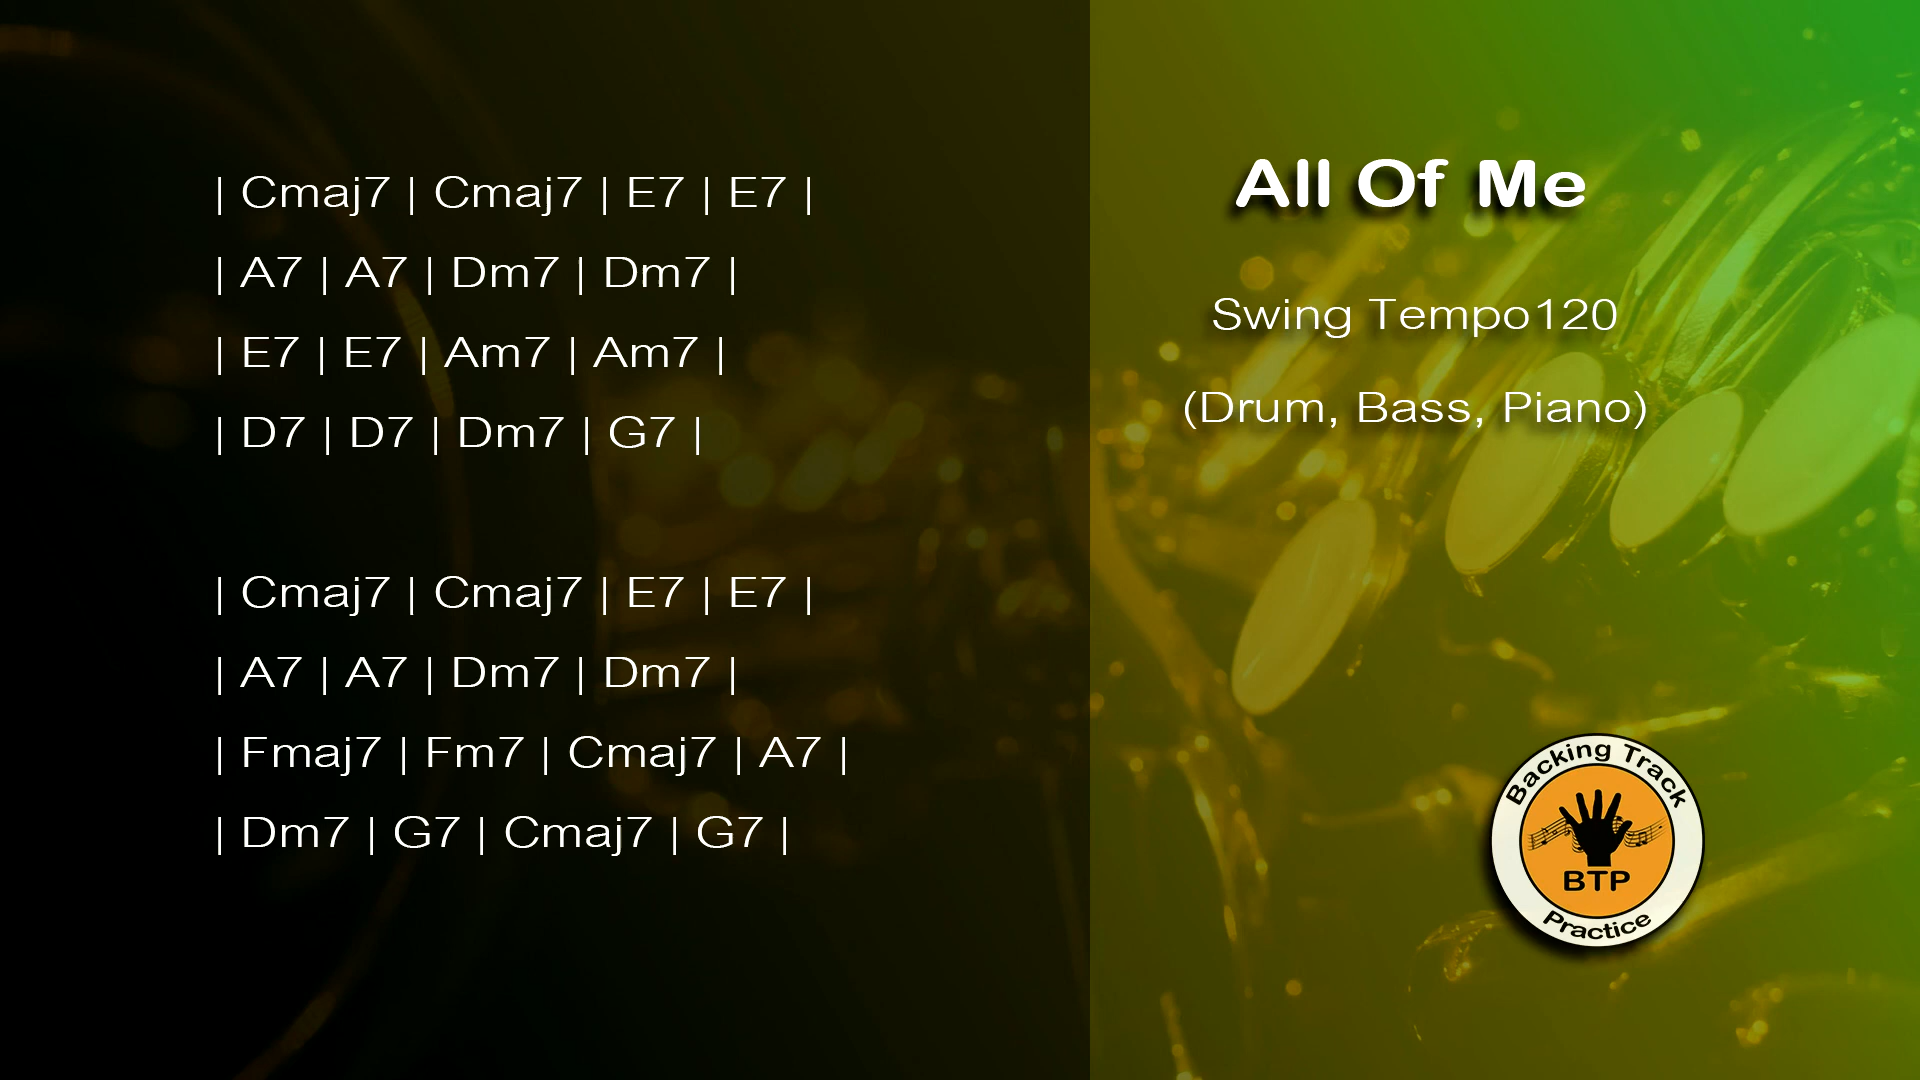 | Cmaj7 | Cmaj7 | E7 | E7 |
| A7 | A7 | Dm7 | Dm7 |
| E7 | E7 | Am7 | Am7 |
| D7 | D7 | Dm7 | G7 |
| Cmaj7 | Cmaj7 | E7 | E7 |
| A7 | A7 | Dm7 | Dm7 |
| Fmaj7 | Fm7 | Cmaj7 | A7 |
| Dm7 | G7 | Cmaj7 | G7 |
All Of Me
Swing Tempo120
(Drum, Bass, Piano)
Backing Track
BTP
Practice